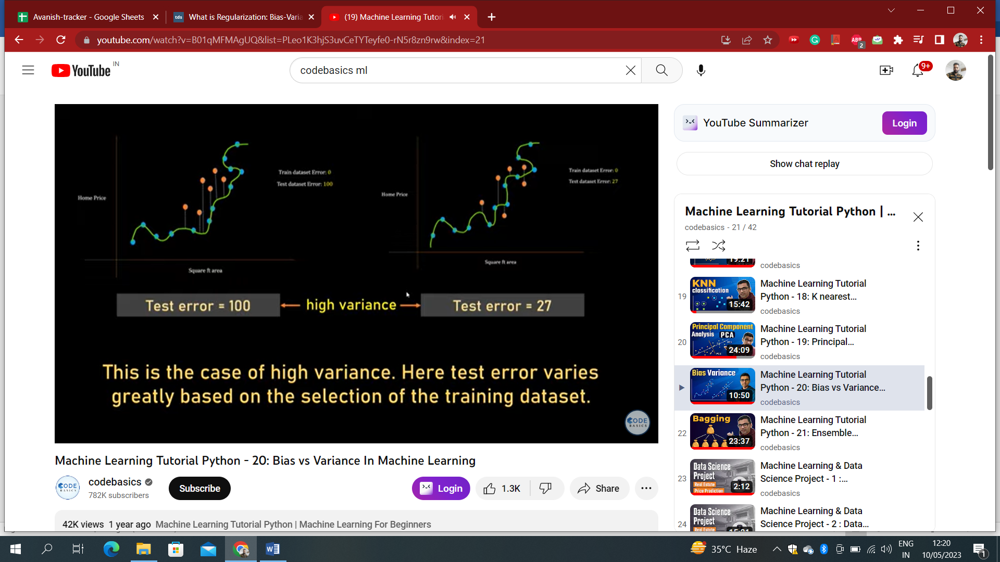 Avanish-tracker - Google Sheets
tds What is Regularization: Bias-Varia
(19) Machine Learning Tutori
youtube.com/watch?v=B01qMFMAgUQ&list=PLeo1K3hjS3uvCeTYTeyfe0-rN5r8zn9rw&index=21
ABP
2
YouTube IN
codebasics ml
9+
Home Price
Train dataset Error: 0
Test dataset Error: 100
Square ft area
Home Price
Train dataset Error: 0
Test dataset Error: 27
Square ft area
Test error = 100
high variance
Test error = 27
This is the case of high variance. Here test error varies
greatly based on the selection of the training dataset.
CODE
BASICS
Machine Learning Tutorial Python - 20: Bias vs Variance In Machine Learning
CODE
BASICS
codebasics
782K subscribers
Subscribe
Login
1.3K
Share
42K views 1 year ago Machine Learning Tutorial Python | Machine Learning For Beginners
YouTube Summarizer
Login
Show chat replay
Machine Learning Tutorial Python | ...
codebasics - 21 / 42
19:21
codebasics
19
KNN
classification
15:42
Machine Learning Tutorial
Python - 18: K nearest...
codebasics
20
Principal Component
Analysis PCA
24:09
Machine Learning Tutorial
Python - 19: Principal...
codebasics
Bias Variance
10:50
Machine Learning Tutorial
Python - 20: Bias vs Variance...
codebasics
22
Bagging
23:37
Machine Learning Tutorial
Python - 21: Ensemble...
codebasics
23
Data Science
Project
Real Estate
Price Prediction
2:12
Machine Learning & Data
Science Project - 1 :...
codebasics
24
Data Science
Project
Real Estate
Machine Learning & Data
Science Project - 2 : Data...
35°C Haze
ENG
IN
12:20
10/05/2023
1